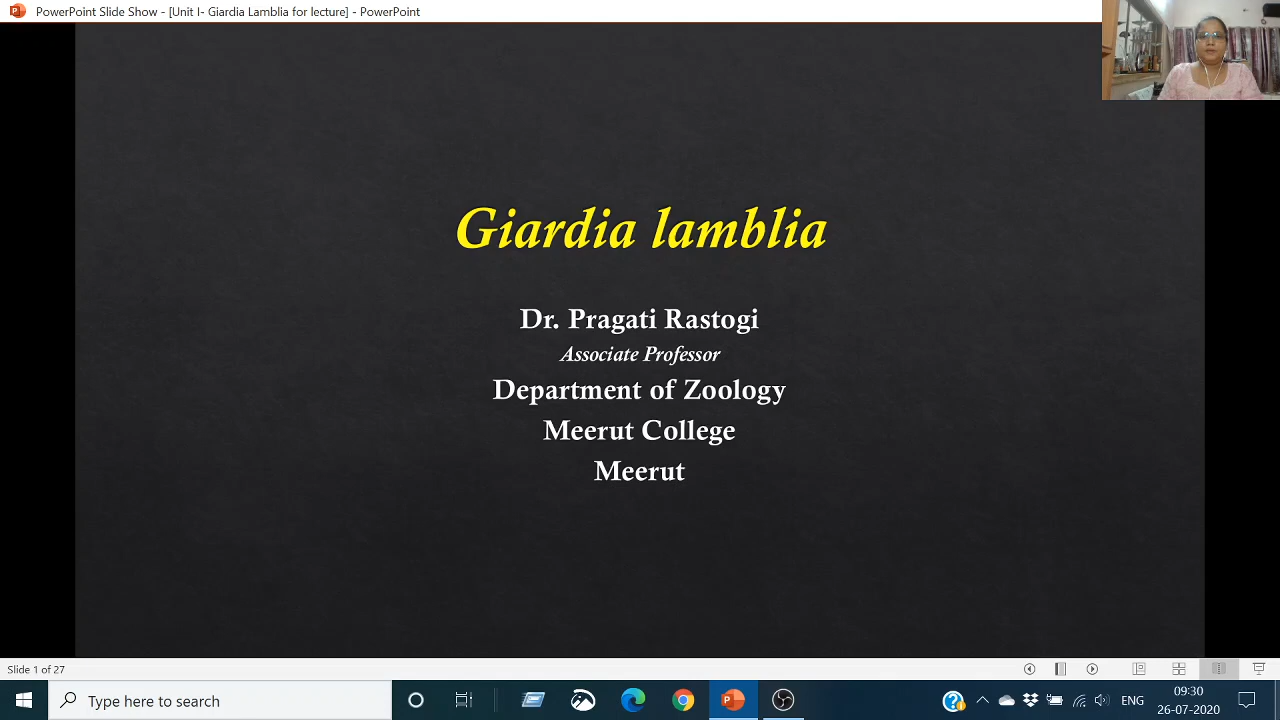 PowerPoint Slide Show - [Unit I- Giardia Lamblia for lecture] - PowerPoint
Giardia lamblia
Dr. Pragati Rastogi
Associate Professor
Department of Zoology
Meerut College
Meerut
Slide 1 of 27
Type here to search
ENG
09:30
26-07-2020